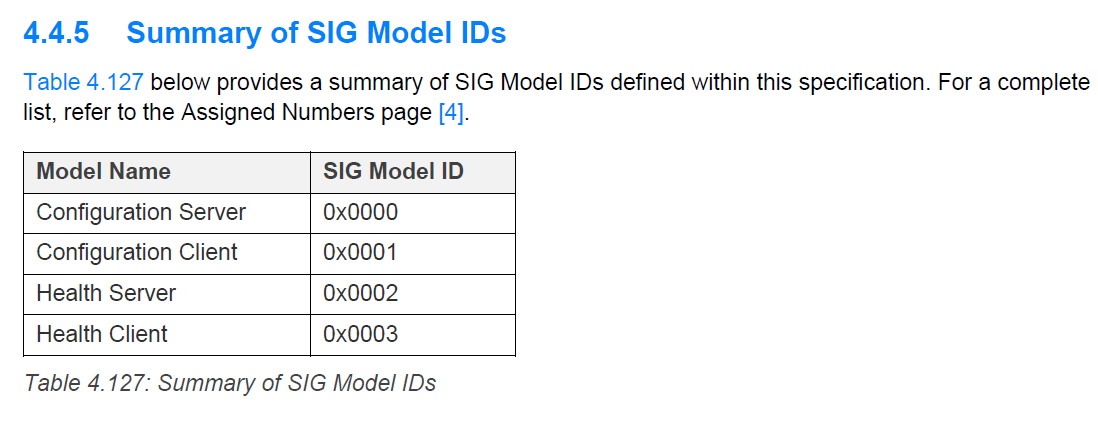 4.4.5 Summary of SIG Model IDs
Table 4.127 below provides a summary of SIG Model IDs defined within this specification. For a complete
list, refer to the Assigned Numbers page [4].
Model Name SIG Model ID
Configuration Server 0x0000
Configuration Client 0x0001
Health Server 0x0002
Health Client 0x0003
Table 4.127: Summary of SIG Model IDs